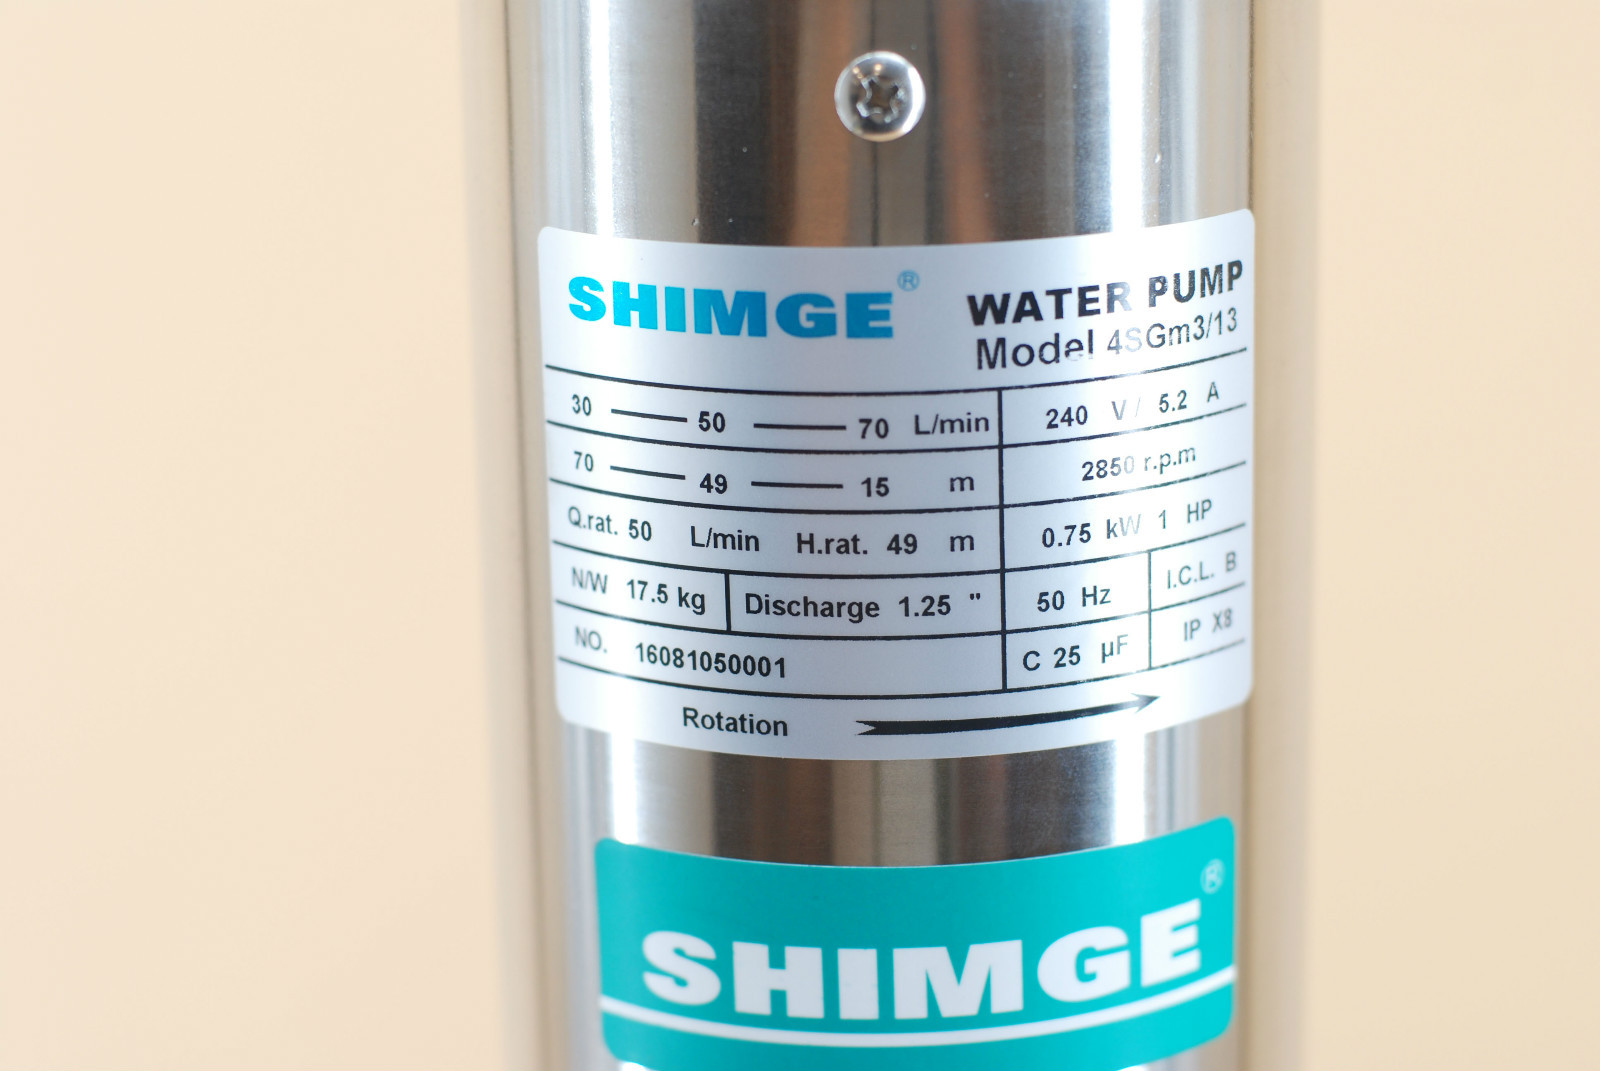 SHIMGE®
WATER PUMP
Model 4SGm3/13
30 — 50 — 70 L/min
240 V/ 5.2 A
70 — 49 — 15 m
2850 r.p.m
Q.rat. 50 L/min H.rat. 49 m
0.75 kW 1 HP
N/W 17.5 kg
Discharge 1.25 "
50 Hz
I.C.L. B
NO. 16081050001
C 25 µF
IP X8
Rotation
SHIMGE®